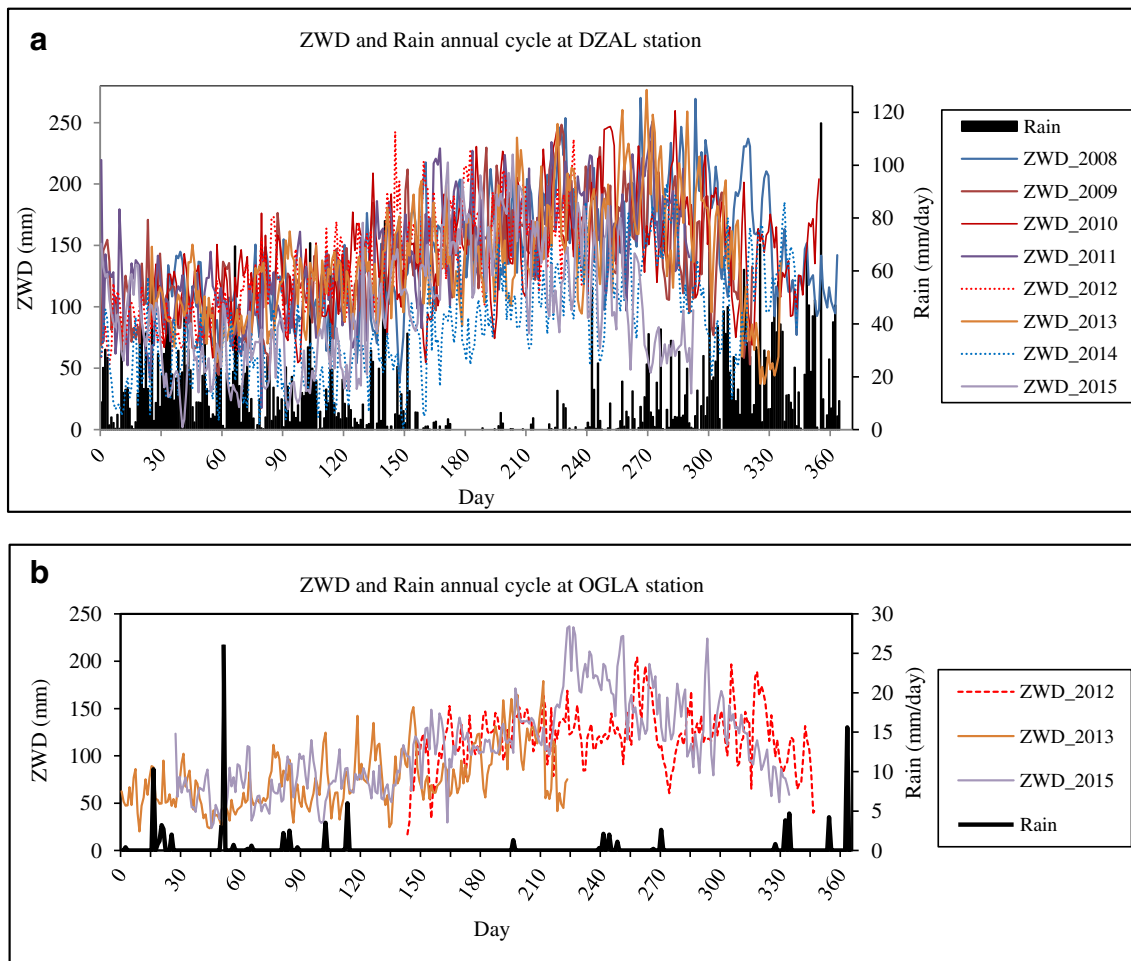 a
ZWD and Rain annual cycle at DZAL station
ZWD (mm)
250
200
150
100
50
0
120
100
80
60
40
20
0
Rain (mm/day)
0 30 60 90 120 150 180 210 240 270 300 330 360
Day
Rain
ZWD_2008
ZWD_2009
ZWD_2010
ZWD_2011
ZWD_2012
ZWD_2013
ZWD_2014
ZWD_2015
b
ZWD and Rain annual cycle at OGLA station
ZWD (mm)
250
200
150
100
50
0
30
25
20
15
10
5
0
Rain (mm/day)
0 30 60 90 120 150 180 210 240 270 300 330 360
Day
ZWD_2012
ZWD_2013
ZWD_2015
Rain